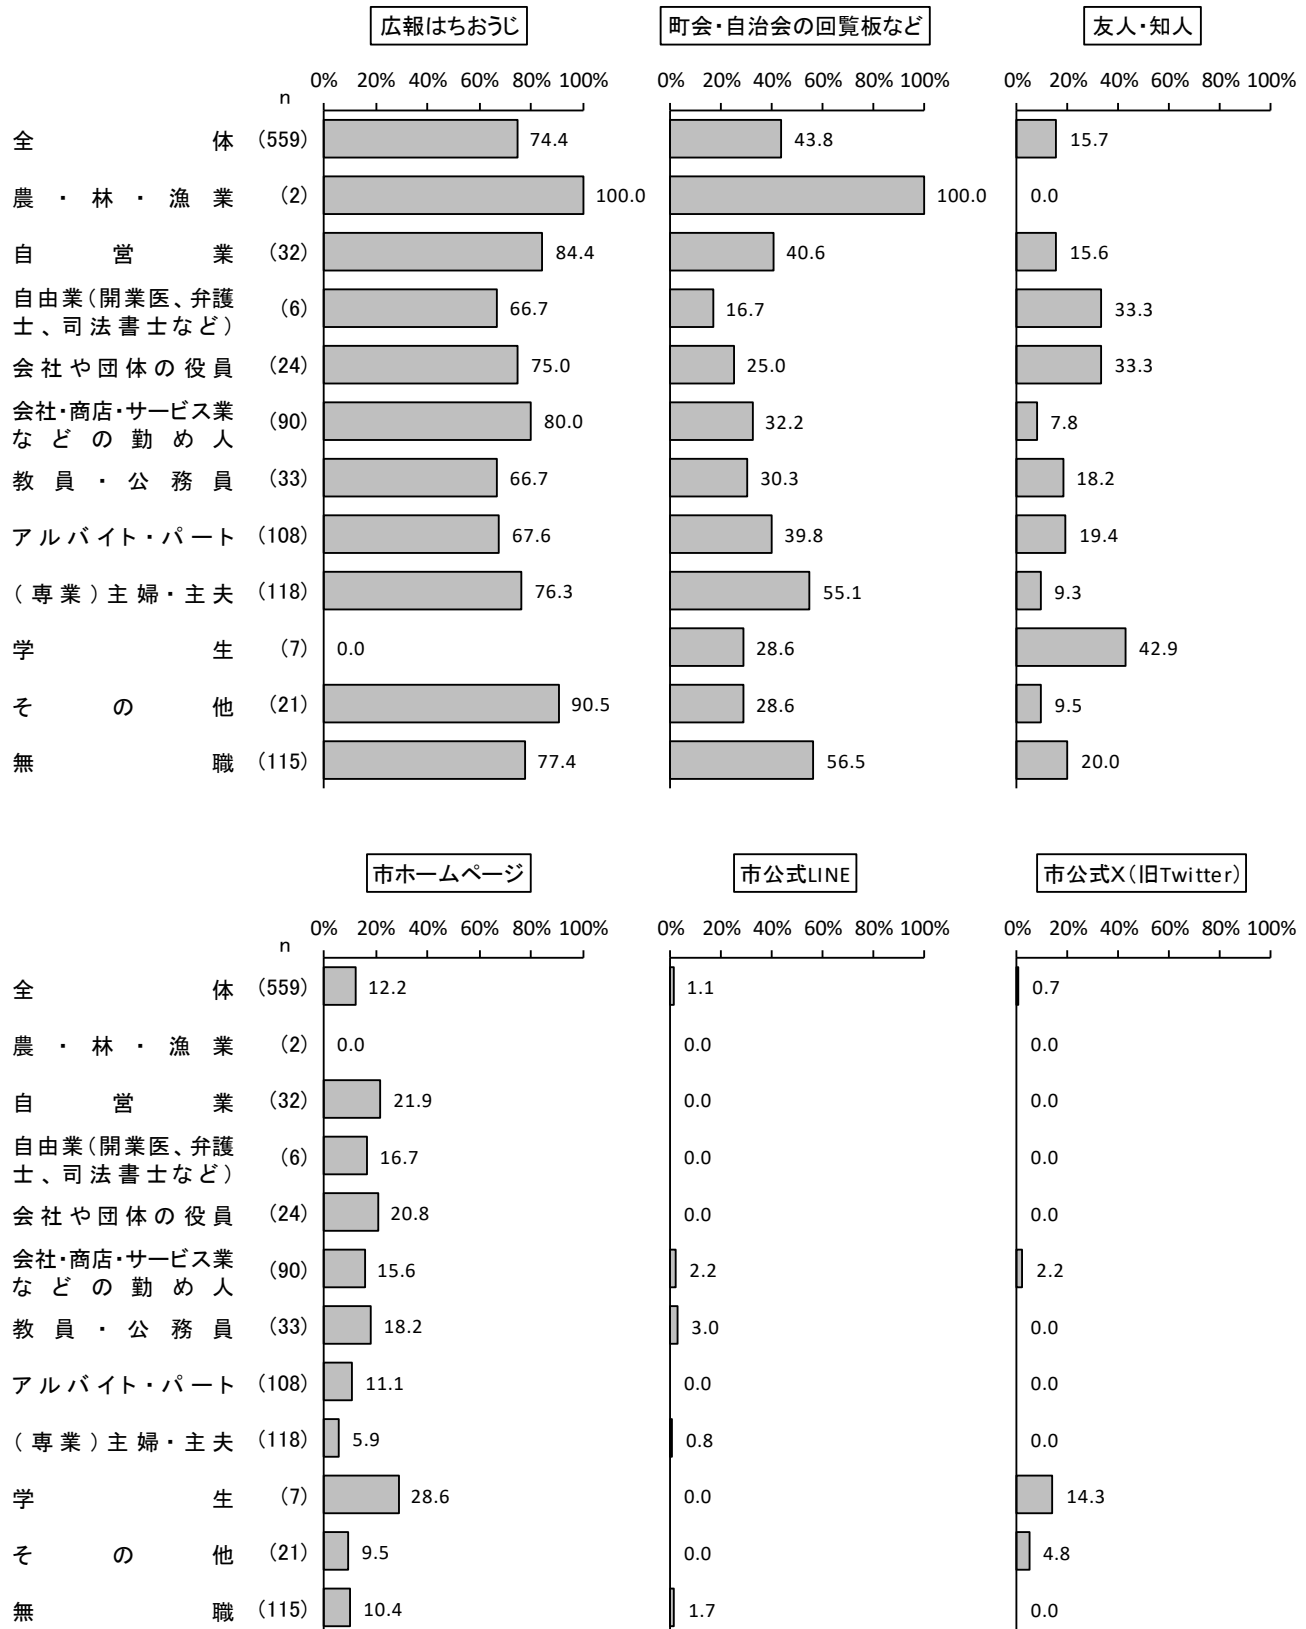 広報はちおうじ 町会・自治会の回覧板など 友人・知人
0% 20% 40% 60% 80% 100% 0% 20% 40% 60% 80% 100% 0% 20% 40% 60% 80% 100%
n
全体 (559) 74.4 43.8 15.7
農・林・漁業 (2) 100.0 100.0 0.0
自営業 (32) 84.4 40.6 15.6
自由業(開業医、弁護
士、司法書士など) (6) 66.7 16.7 33.3
会社や団体の役員 (24) 75.0 25.0 33.3
会社・商店・サービス業
などの勤め人 (90) 80.0 32.2 7.8
教員・公務員 (33) 66.7 30.3 18.2
アルバイト・パート (108) 67.6 39.8 19.4
(専業)主婦・主夫 (118) 76.3 55.1 9.3
学生 (7) 0.0 28.6 42.9
その他 (21) 90.5 28.6 9.5
無職 (115) 77.4 56.5 20.0
市ホームページ 市公式LINE 市公式X(旧Twitter)
0% 20% 40% 60% 80% 100% 0% 20% 40% 60% 80% 100% 0% 20% 40% 60% 80% 100%
n
全体 (559) 12.2 1.1 0.7
農・林・漁業 (2) 0.0 0.0 0.0
自営業 (32) 21.9 0.0 0.0
自由業(開業医、弁護
士、司法書士など) (6) 16.7 0.0 0.0
会社や団体の役員 (24) 20.8 0.0 0.0
会社・商店・サービス業
などの勤め人 (90) 15.6 2.2 2.2
教員・公務員 (33) 18.2 3.0 0.0
アルバイト・パート (108) 11.1 0.0 0.0
(専業)主婦・主夫 (118) 5.9 0.8 0.0
学生 (7) 28.6 0.0 14.3
その他 (21) 9.5 0.0 4.8
無職 (115) 10.4 1.7 0.0